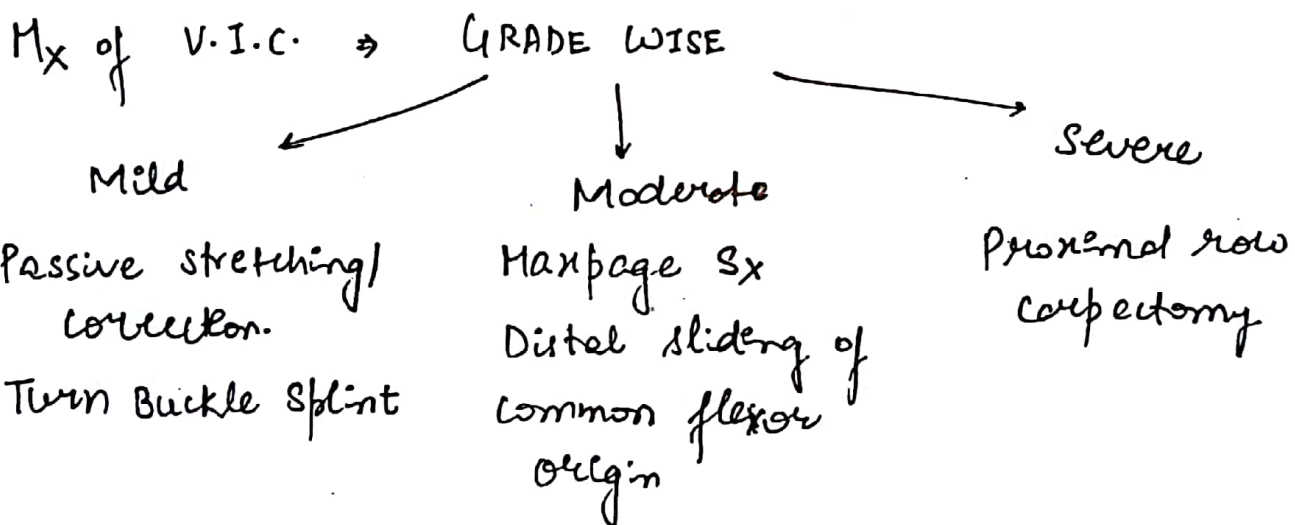 Mx of V.I.C. ⇒ GRADE WISE
Mild
Moderate
Severe
Passive stretching/
correction.
Turn Buckle Splint
Maxpage Sx
Distal sliding of
common flexor
origin
Proximal row
carpectomy